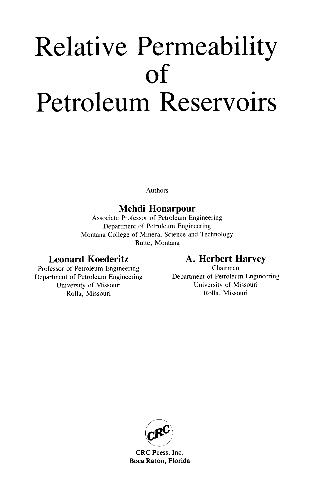 Relative Permeability
of
Petroleum Reservoirs
Authors
Mehdi Honarpour
Associate Professor of Petroleum Engineering
Department of Petroleum Engineering
Montana College of Mineral Science and Technology
Butte, Montana
Leonard Koederitz
Professor of Petroleum Engineering
Department of Petroleum Engineering
University of Missouri
Rolla, Missouri
A. Herbert Harvey
Chairman
Department of Petroleum Engineering
University of Missouri
Rolla, Missouri
CRC
CRC Press, Inc.
Boca Raton, Florida